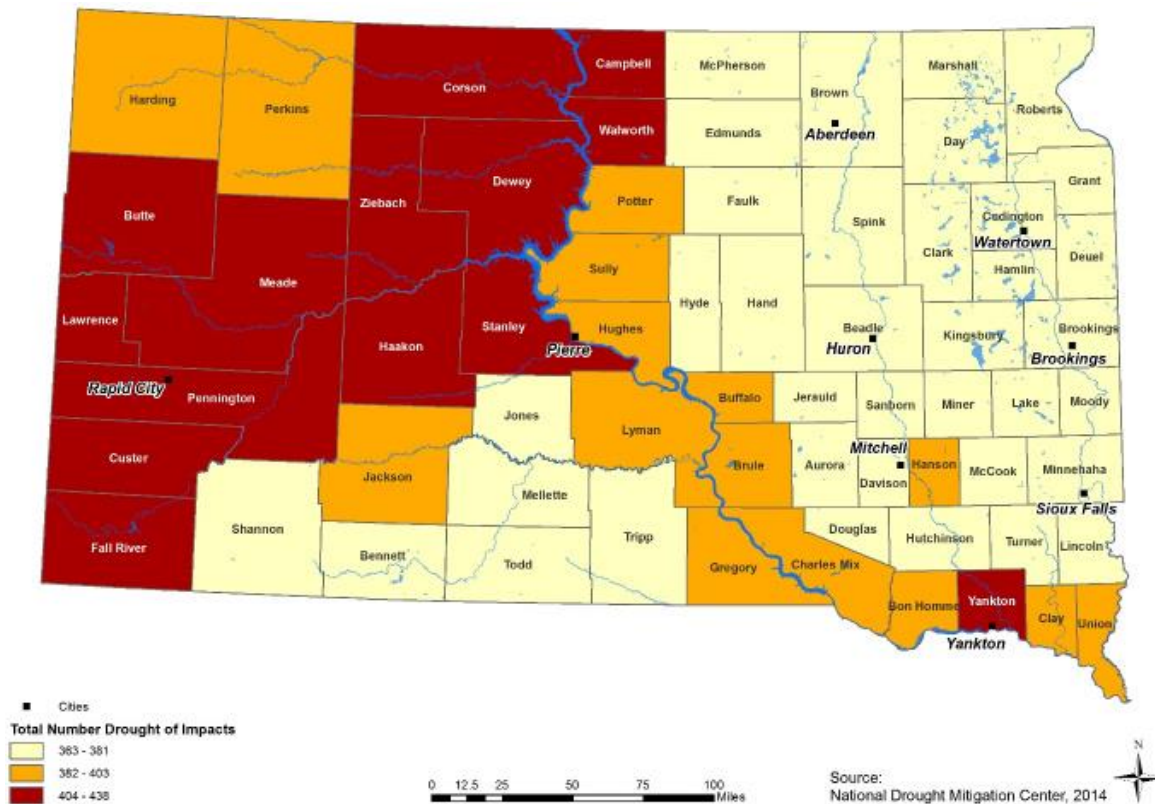 Campbell
McPherson
Marshall
Brown
Corson
Harding
Perkins
Roberts
Walworth
Edmunds
Aberdeen
Day
Dewey
Grant
Ziebach
Potter
Faulk
Butte
Spink
Codington
Watertown
Clark
Deuel
Sully
Hamlin
Meade
Hyde
Hand
Lawrence
Stanley
Hughes
Beadle
Kingsbury
Brookings
Haakon
Pierre
Huron
Brookings
Rapid City
Pennington
Buffalo
Jerauld
Sanborn
Miner
Lake
Moody
Jones
Lyman
Mitchell
Custer
Brule
Aurora
Hanson
McCook
Minnehaha
Jackson
Davison
Mellette
Sioux Falls
Shannon
Douglas
Fall River
Tripp
Hutchinson
Turner
Lincoln
Bennett
Todd
Gregory
Charles Mix
Bon Homme
Yankton
Clay
Union
Yankton
Cities
Total Number Drought of Impacts
363 - 381
382 - 403
404 - 438
0 12.5 25 50 75 100
Miles
N
Source:
National Drought Mitigation Center, 2014